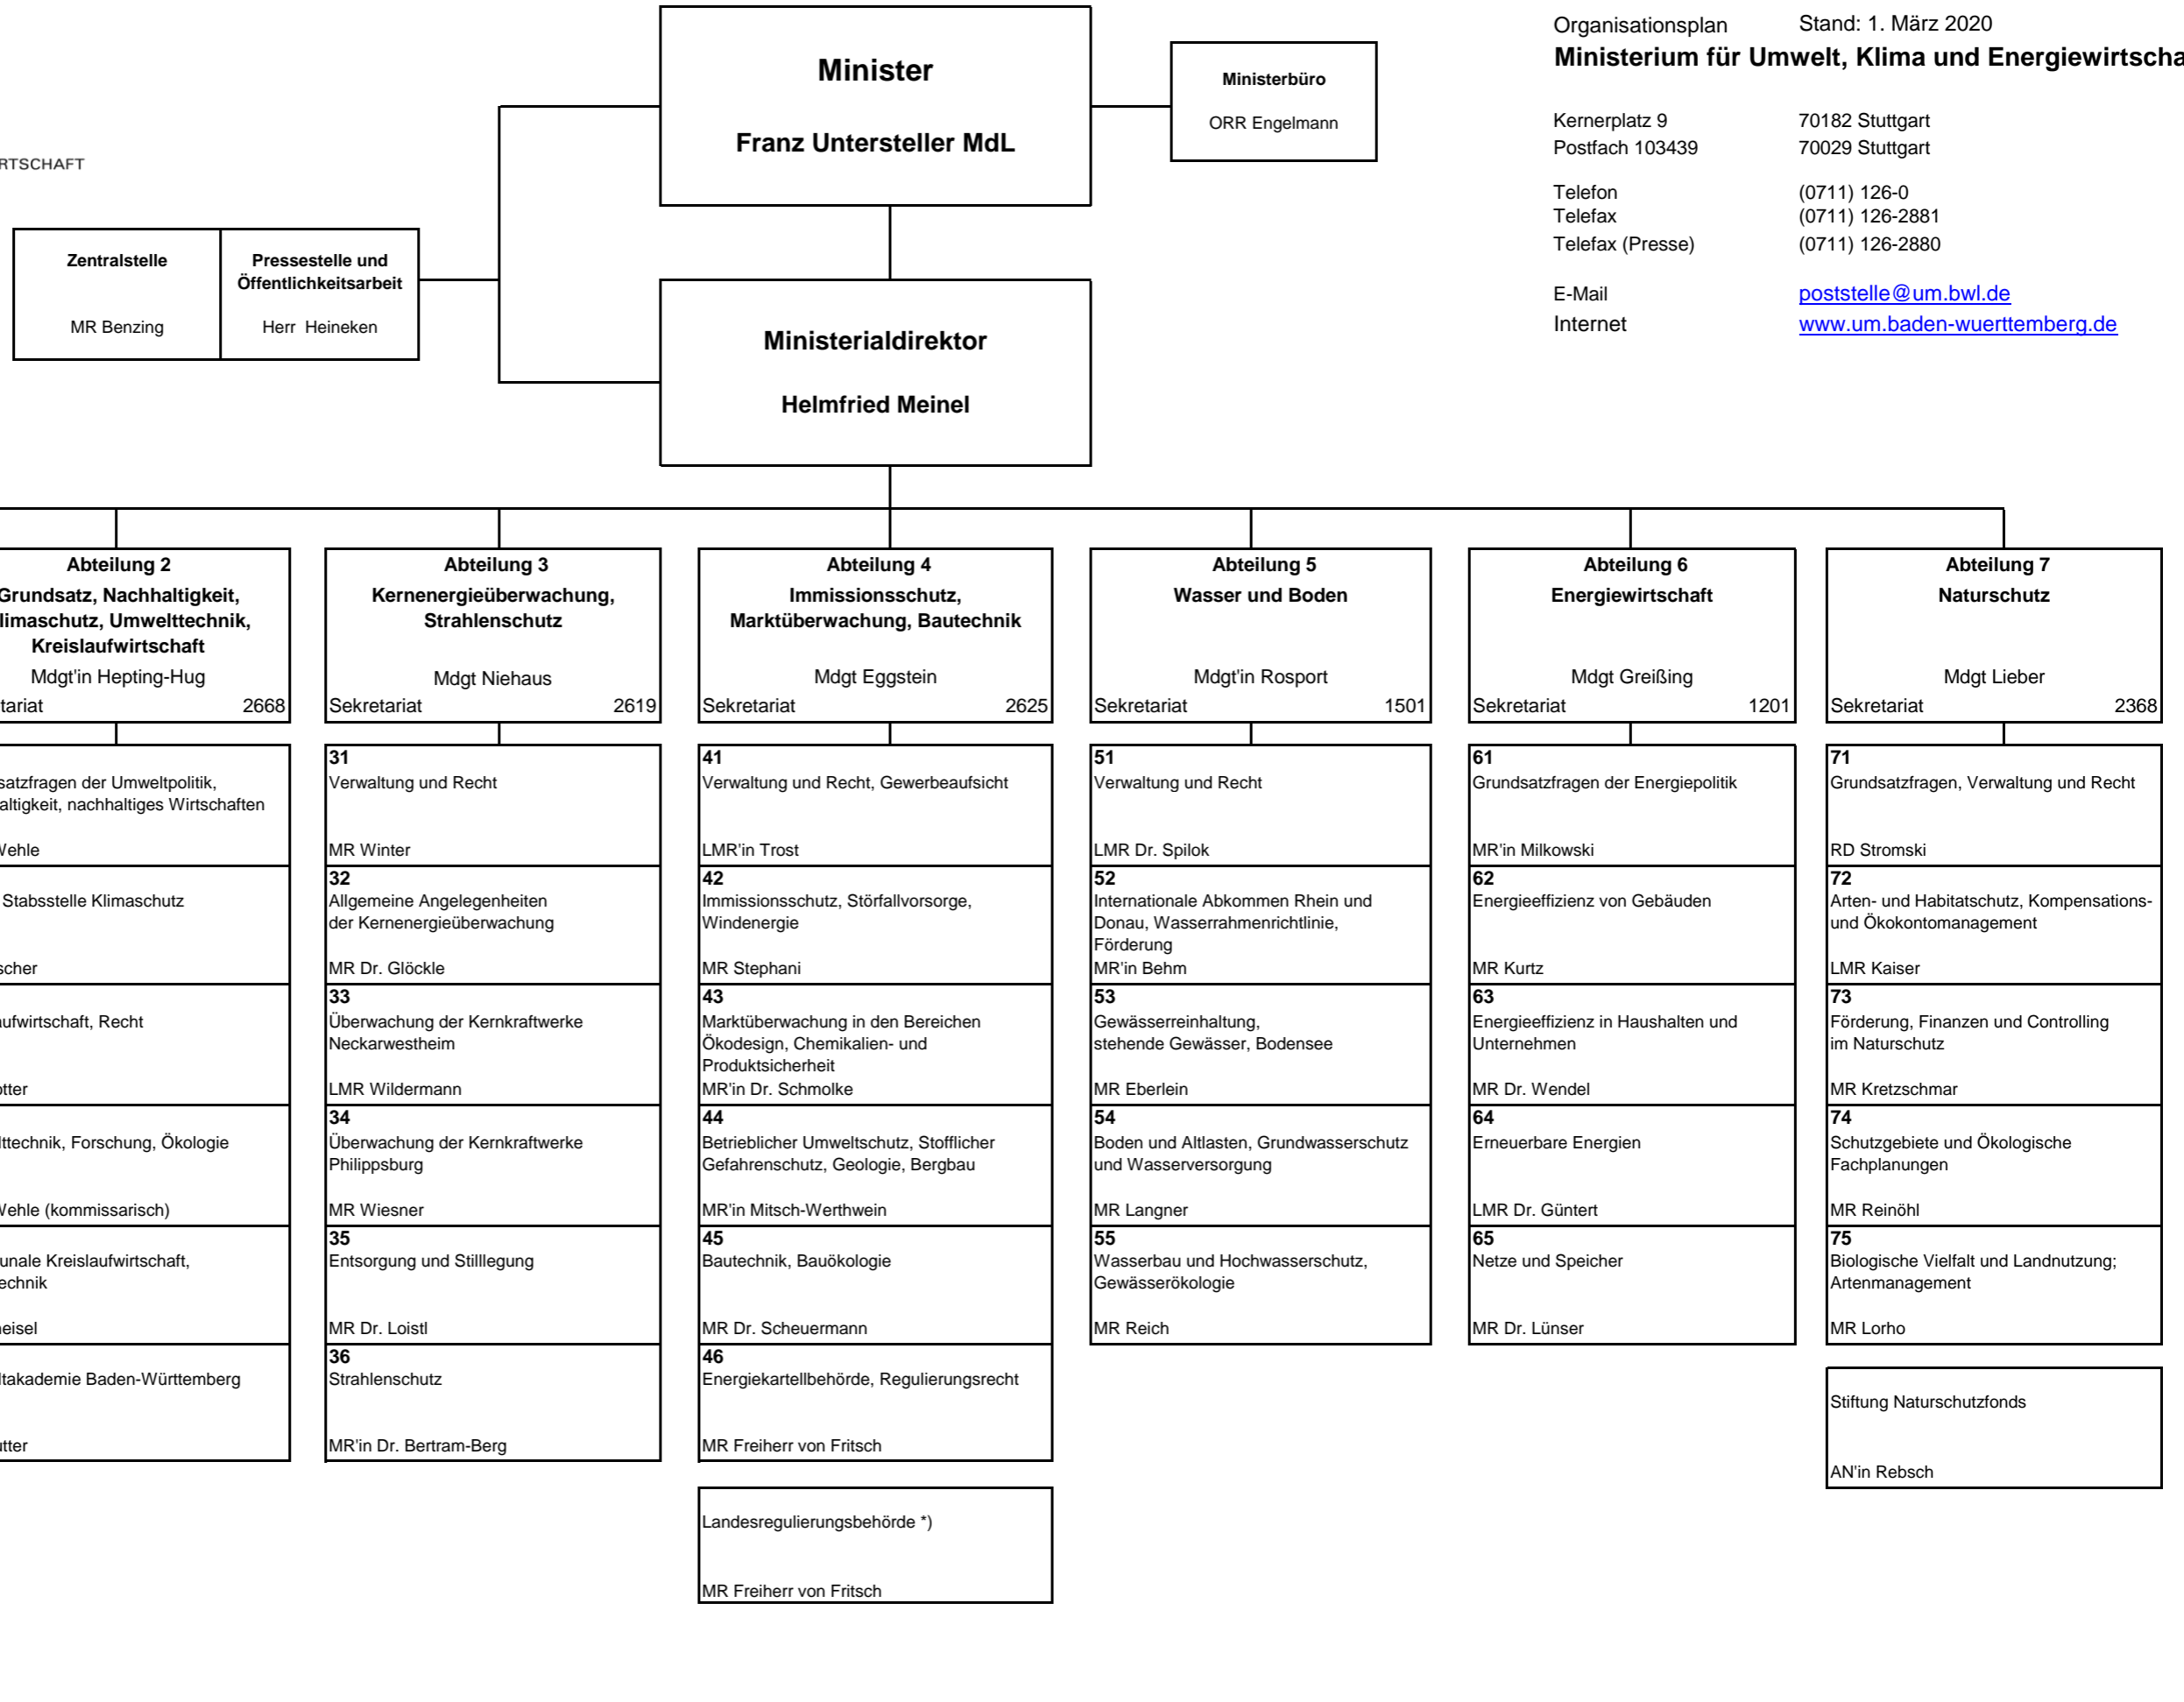 Organisationsplan Stand: 1. März 2020
Ministerium für Umwelt, Klima und
Kernerplatz 9 70182 Stuttgart
Postfach 103439 70029 Stuttgart
Telefon (0711) 126-0
Telefax (0711) 126-2881
Telefax (Presse) (0711) 126-2880
E-Mail poststelle@um.bwl.de
Internet www.um.baden-wuerttemberg.de
Minister
Franz Untersteller MdL
Ministerbüro
ORR Engelmann
Zentralstelle
MR Benzing
Pressestelle und
Öffentlichkeitsarbeit
Herr Heineken
Ministerialdirektor
Helmfried Meinel
Abteilung 2
Grundsatz, Nachhaltigkeit,
Umwelttechnik,
Kreislaufwirtschaft
Mdgt'in Hepting-Hug
2668
der Umweltpolitik,
nachhaltiges Wirtschaften
Stabsstelle Klimaschutz
Recht
Forschung, Ökologie
(kommissarisch)
Kreislaufwirtschaft,
Baden-Württemberg
Abteilung 3
Kernenergieüberwachung,
Strahlenschutz
Mdgt Niehaus
Sekretariat 2619
31
Verwaltung und Recht
MR Winter
32
Allgemeine Angelegenheiten
der Kernenergieüberwachung
MR Dr. Glöckle
33
Überwachung der Kernkraftwerke
Neckarwestheim
LMR Wildermann
34
Überwachung der Kernkraftwerke
Philippsburg
MR Wiesner
35
Entsorgung und Stilllegung
MR Dr. Loistl
36
Strahlenschutz
MR'in Dr. Bertram-Berg
Abteilung 4
Immissionsschutz,
Marktüberwachung, Bautechnik
Mdgt Eggstein
Sekretariat 2625
41
Verwaltung und Recht, Gewerbeaufsicht
LMR'in Trost
42
Immissionsschutz, Störfallvorsorge,
Windenergie
MR Stephani
43
Marktüberwachung in den Bereichen
Ökodesign, Chemikalien- und
Produktsicherheit
MR'in Dr. Schmolke
44
Betrieblicher Umweltschutz, Stofflicher
Gefahrenschutz, Geologie, Bergbau
MR'in Mitsch-Werthwein
45
Bautechnik, Bauökologie
MR Dr. Scheuermann
46
Energiekartellbehörde, Regulierungsrecht
MR Freiherr von Fritsch
Landesregulierungsbehörde *)
MR Freiherr von Fritsch
Abteilung 5
Wasser und Boden
Mdgt'in Rosport
Sekretariat 1501
51
Verwaltung und Recht
LMR Dr. Spilok
52
Internationale Abkommen Rhein und
Donau, Wasserrahmenrichtlinie,
Förderung
MR'in Behm
53
Gewässerreinhaltung,
stehende Gewässer, Bodensee
MR Eberlein
54
Boden und Altlasten, Grundwasserschutz
und Wasserversorgung
MR Langner
55
Wasserbau und Hochwasserschutz,
Gewässerökologie
MR Reich
Abteilung 6
Energiewirtschaft
Mdgt Greißing
Sekretariat 1201
61
Grundsatzfragen der Energiepolitik
MR'in Milkowski
62
Energieeffizienz von Gebäuden
MR Kurtz
63
Energieeffizienz in Haushalten und
Unternehmen
MR Dr. Wendel
64
Erneuerbare Energien
LMR Dr. Güntert
65
Netze und Speicher
MR Dr. Lünser
Abteilung 7
Naturschutz
Mdgt Lieber
Sekretariat 2368
71
Grundsatzfragen, Verwaltung und Recht
RD Stromski
72
Arten- und Habitatschutz, Kompensations-
und Ökokontomanagement
LMR Kaiser
73
Förderung, Finanzen und Controlling
im Naturschutz
MR Kretzschmar
74
Schutzgebiete und Ökologische
Fachplanungen
MR Reinöhl
75
Biologische Vielfalt und Landnutzung;
Artenmanagement
MR Lorho
Stiftung Naturschutzfonds
AN'in Rebsch